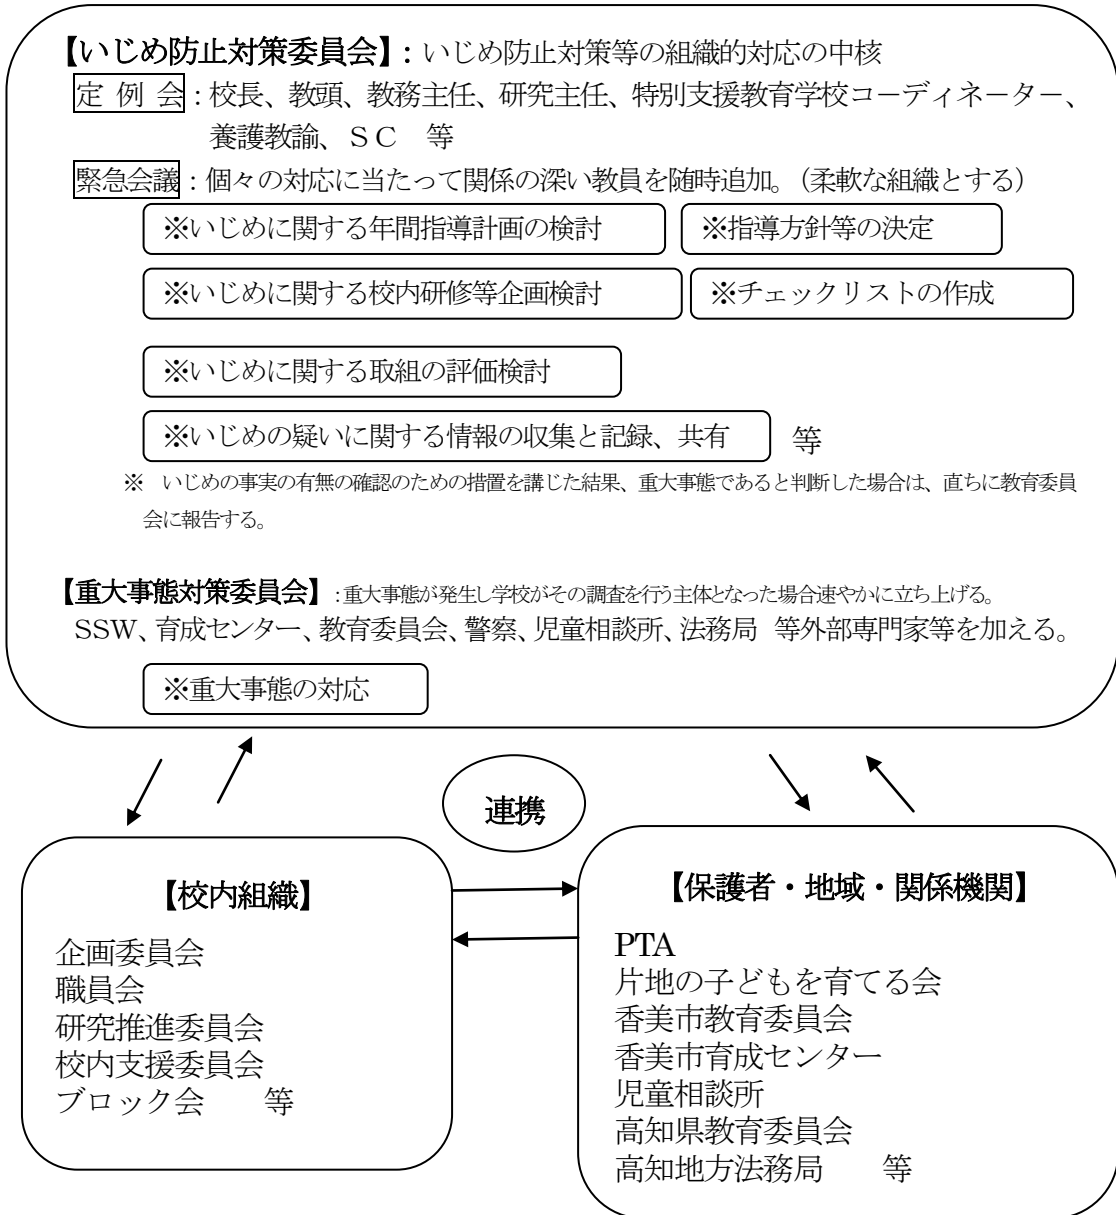 【いじめ防止対策委員会】：いじめ防止対策等の組織的対応の中核
定 例 会：校長、教頭、教務主任、研究主任、特別支援教育学校コーディネーター、
養護教諭、ＳＣ　等
緊急会議：個々の対応に当たって関係の深い教員を随時追加。（柔軟な組織とする）
※いじめに関する年間指導計画の検討　※指導方針等の決定
※いじめに関する校内研修等企画検討　※チェックリストの作成
※いじめに関する取組の評価検討
※いじめの疑いに関する情報の収集と記録、共有　等
※　いじめの事実の有無の確認のための措置を講じた結果、重大事態であると判断した場合は、直ちに教育委員
会に報告する。
【重大事態対策委員会】：重大事態が発生し学校がその調査を行う主体となった場合速やかに立ち上げる。
SSW、育成センター、教育委員会、警察、児童相談所、法務局　等外部専門家等を加える。
※重大事態の対応
連携
【校内組織】
企画委員会
職員会
研究推進委員会
校内支援委員会
ブロック会　　等
【保護者・地域・関係機関】
PTA
片地の子どもを育てる会
香美市教育委員会
香美市育成センター
児童相談所
高知県教育委員会
高知地方法務局　　等